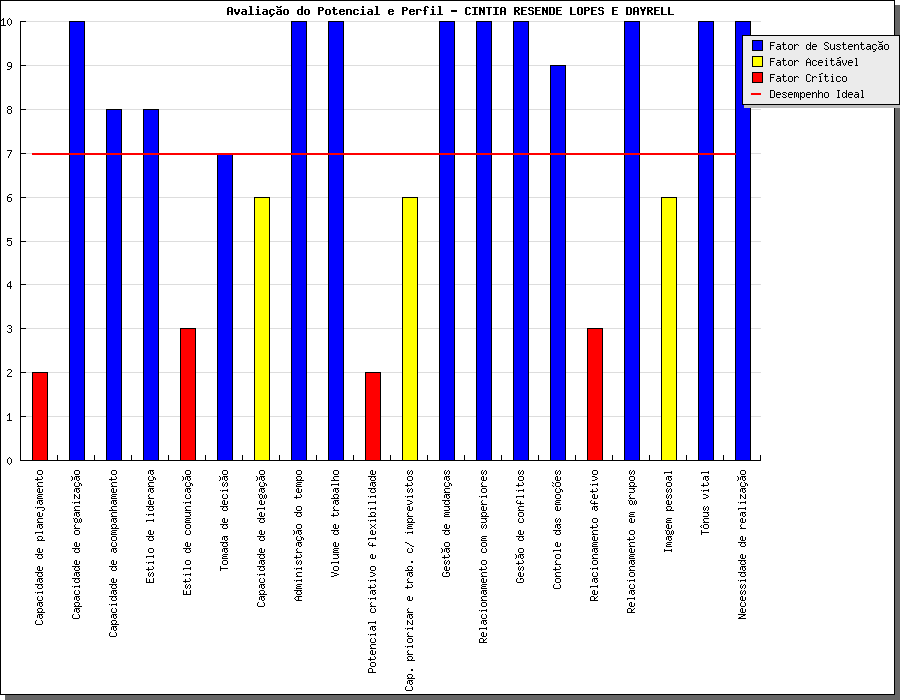 Avaliação do Potencial e Perfil - CINTIA RESENDE LOPES E DAYRELL
Fator de Sustentação
Fator Aceitável
Fator Crítico
Desempenho Ideal
10
9
8
7
6
5
4
3
2
1
0
Capacidade de planejamento
Capacidade de organização
Capacidade de acompanhamento
Estilo de liderança
Estilo de comunicação
Tomada de decisão
Capacidade de delegação
Administração do tempo
Volume de trabalho
Potencial criativo e flexibilidade
Cap. priorizar e trab. c/ imprevistos
Gestão de mudanças
Relacionamento com superiores
Gestão de conflitos
Controle das emoções
Relacionamento afetivo
Relacionamento em grupos
Imagem pessoal
Tônus vital
Necessidade de realização